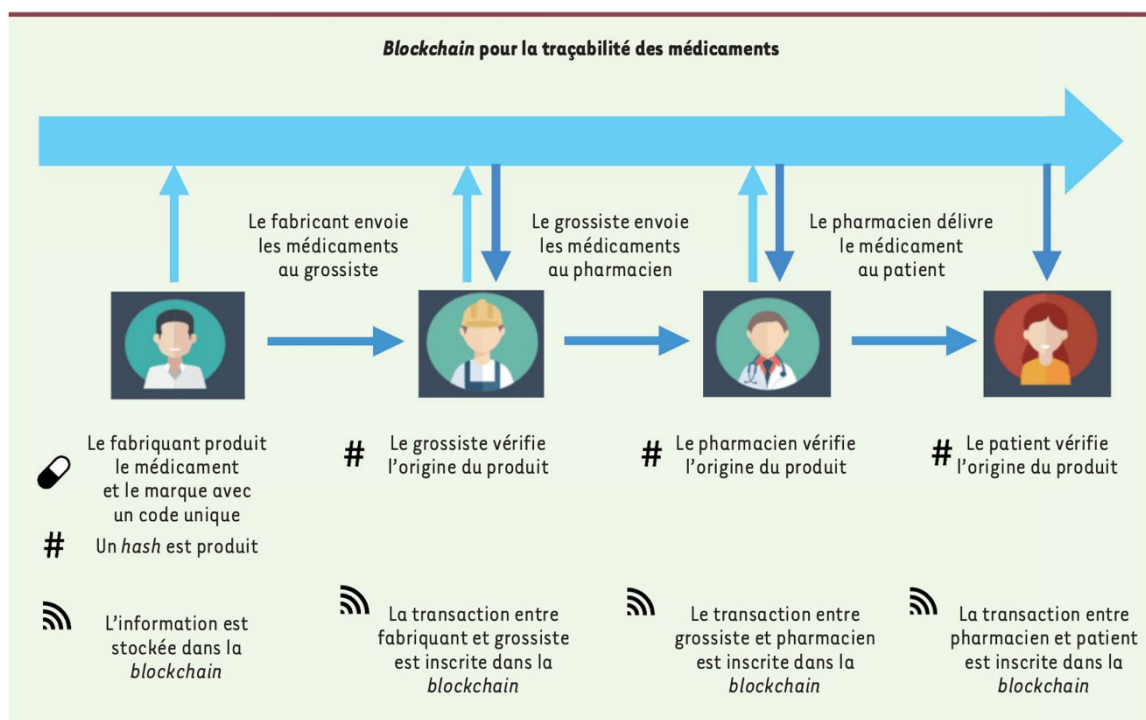 Blockchain pour la traçabilité des médicaments
Le fabricant envoie
les médicaments
au grossiste
Le grossiste envoie
les médicaments
au pharmacien
Le pharmacien délivre
le médicament
au patient
Le fabriquant produit
le médicament
et le marque avec
un code unique
# Un hash est produit
L'information est
stockée dans la
blockchain
# Le grossiste vérifie
l'origine du produit
La transaction entre
fabriquant et grossiste
est inscrite dans la
blockchain
# Le pharmacien vérifie
l'origine du produit
Le transaction entre
grossiste et pharmacien
est inscrite dans la
blockchain
# Le patient vérifie
l'origine du produit
La transaction entre
pharmacien et patient
est inscrite dans la
blockchain